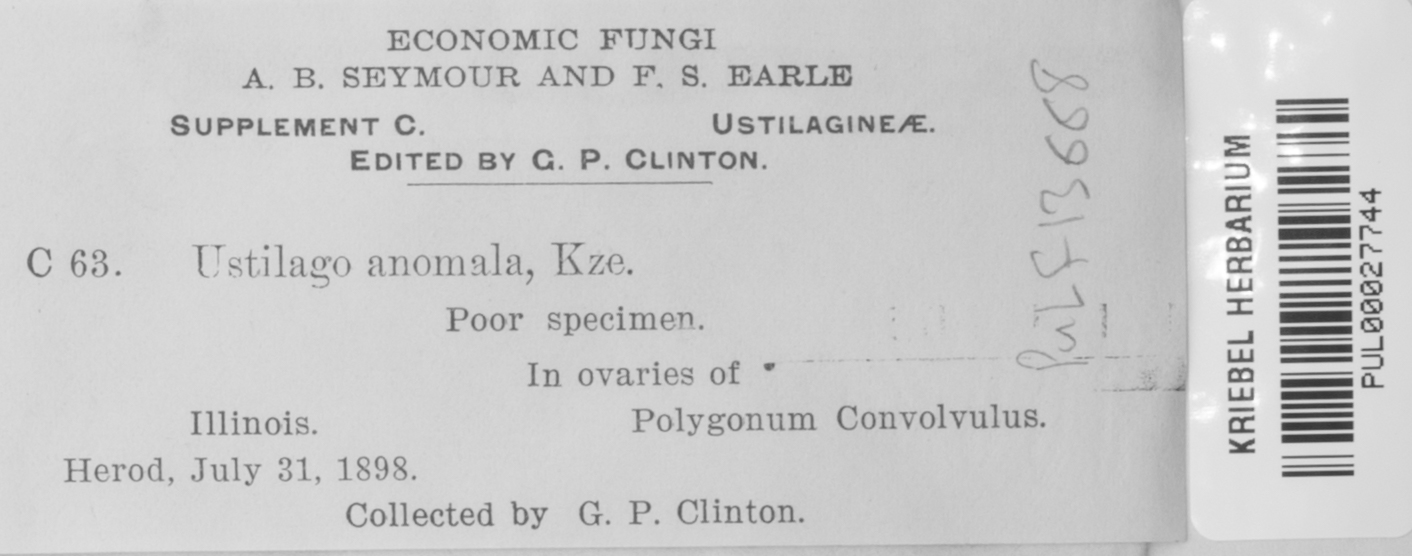 ECONOMIC FUNGI
A. B. SEYMOUR AND F. S. EARLE
SUPPLEMENT C. USTILAGINEÆ.
EDITED BY G. P. CLINTON.
C 63. Ustilago anomala, Kze.
Poor specimen.
In ovaries of
Illinois. Polygonum Convolvulus.
Herod, July 31, 1898.
Collected by G. P. Clinton.
PUL F13668
KRIEBEL HERBARIUM
PUL00027744